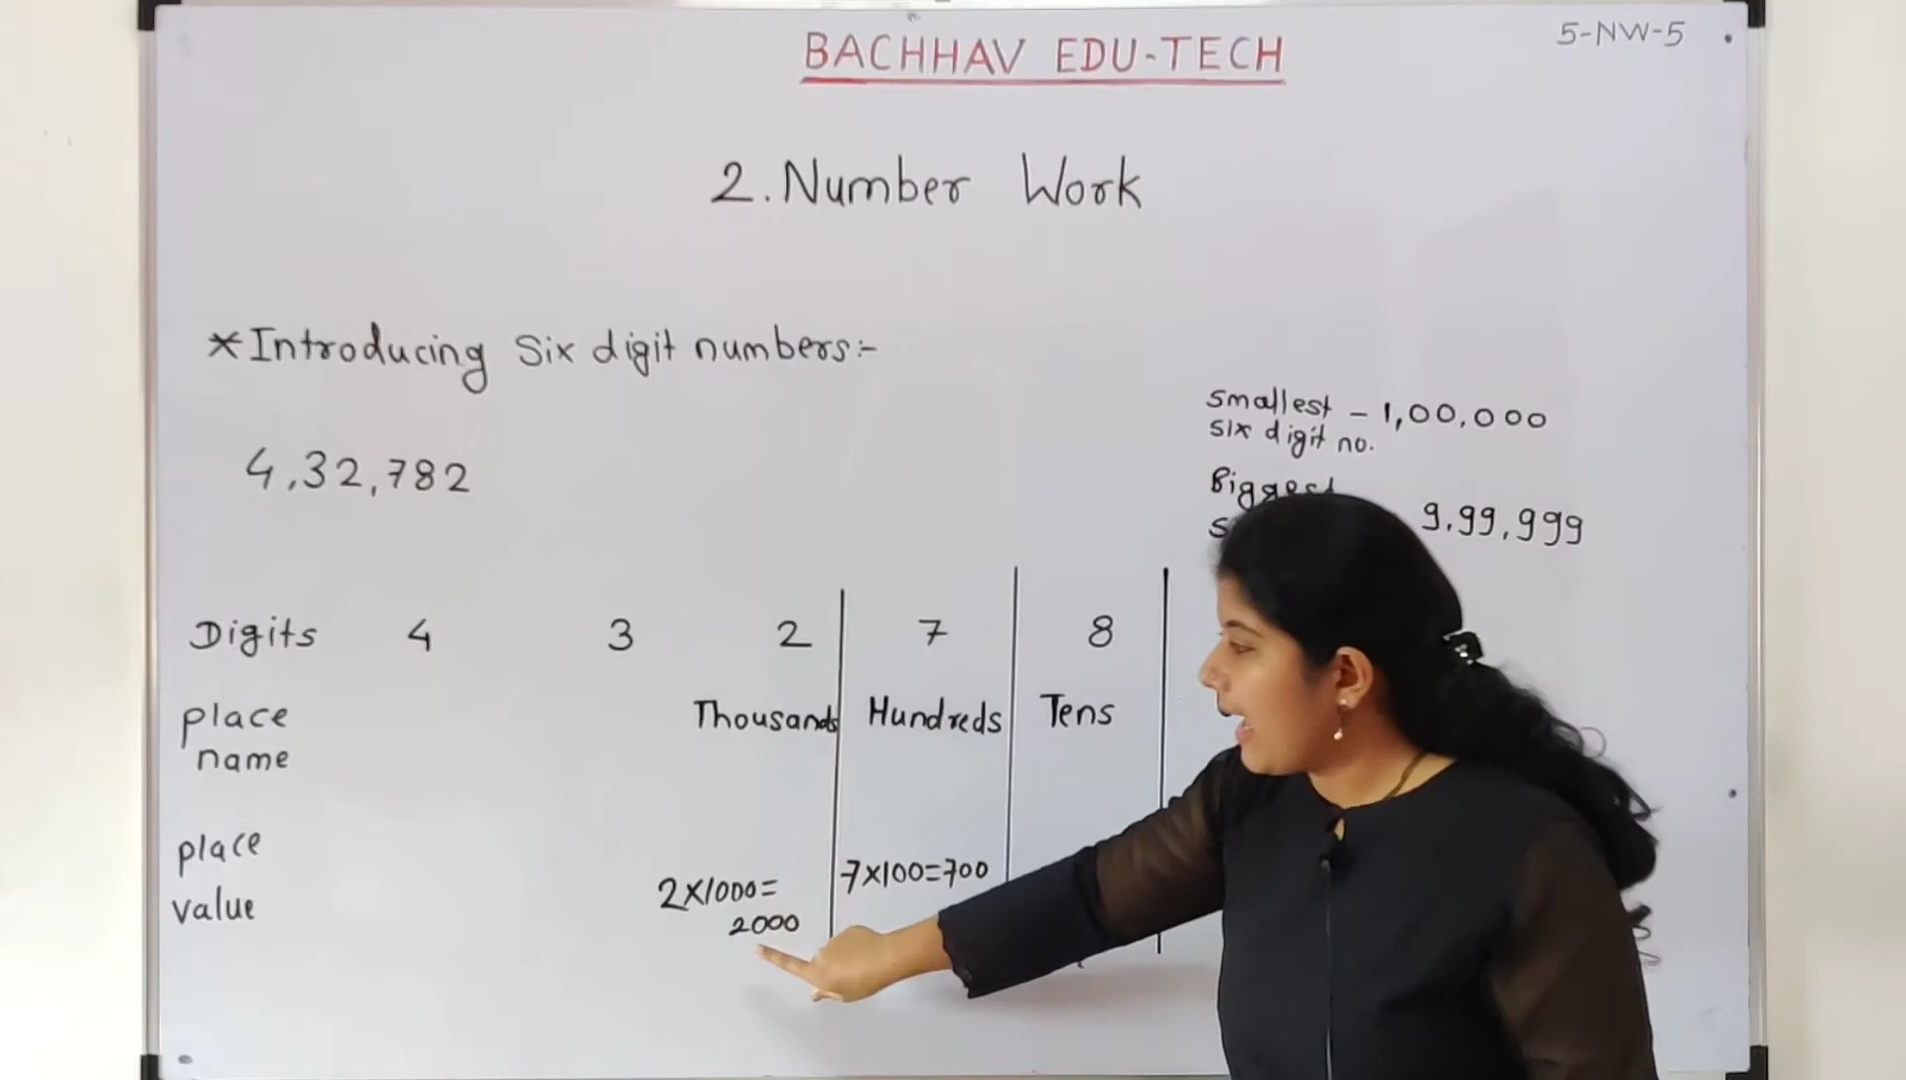 BACHHAV EDU-TECH
5-NW-5
2. Number Work
*Introducing Six digit numbers:-
4,32,782
smallest - 1,00,000
six digit no.
Biggest
9,99,999
Digits 4 3 2 7 8
place Thousands Hundreds Tens
name
place
value
2×1000=
2000
7×100=700